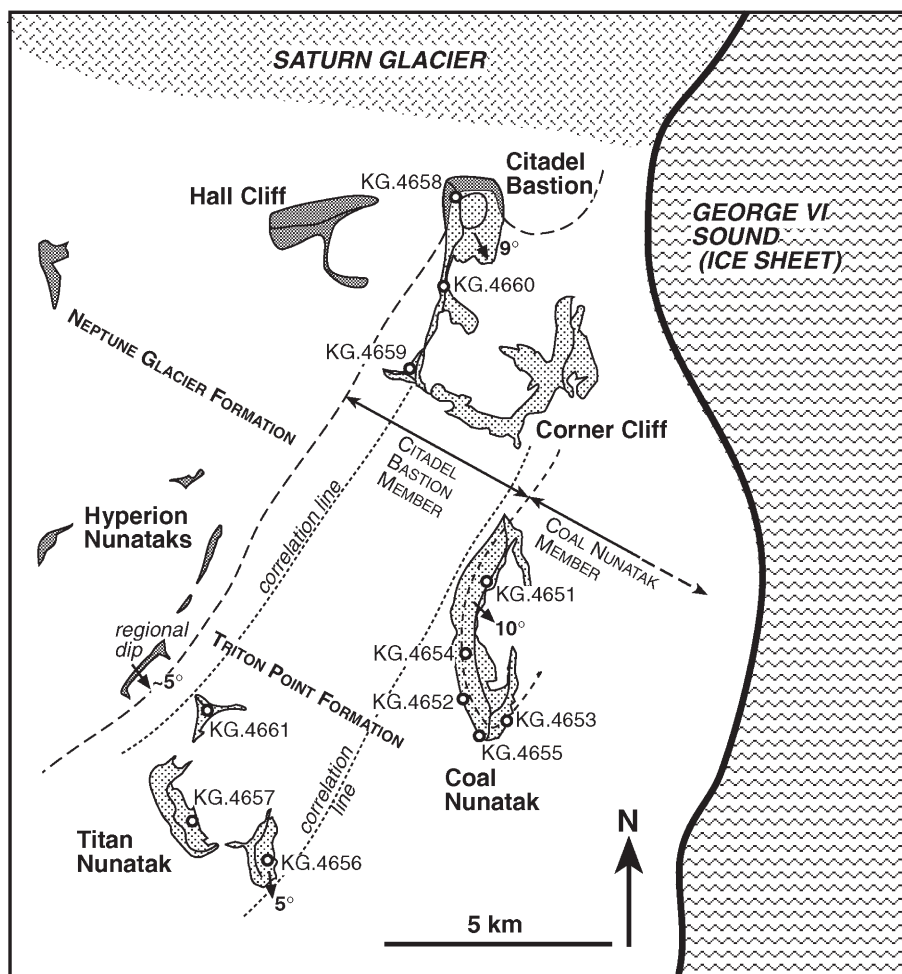 SATURN GLACIER
Citadel
Bastion
KG.4658
Hall Cliff
GEORGE VI
SOUND
(ICE SHEET)
9°
KG.4660
NEPTUNE GLACIER FORMATION
KG.4659
Corner Cliff
CITADEL
BASTION
MEMBER
correlation line
COAL NUNATAK
MEMBER
Hyperion
Nunataks
KG.4651
10°
regional
dip
~5°
TRITON POINT FORMATION
KG.4654
KG.4652
KG.4653
KG.4661
KG.4655
Coal
Nunatak
correlation
line
KG.4657
Titan
Nunatak
KG.4656
5°
N
5 km